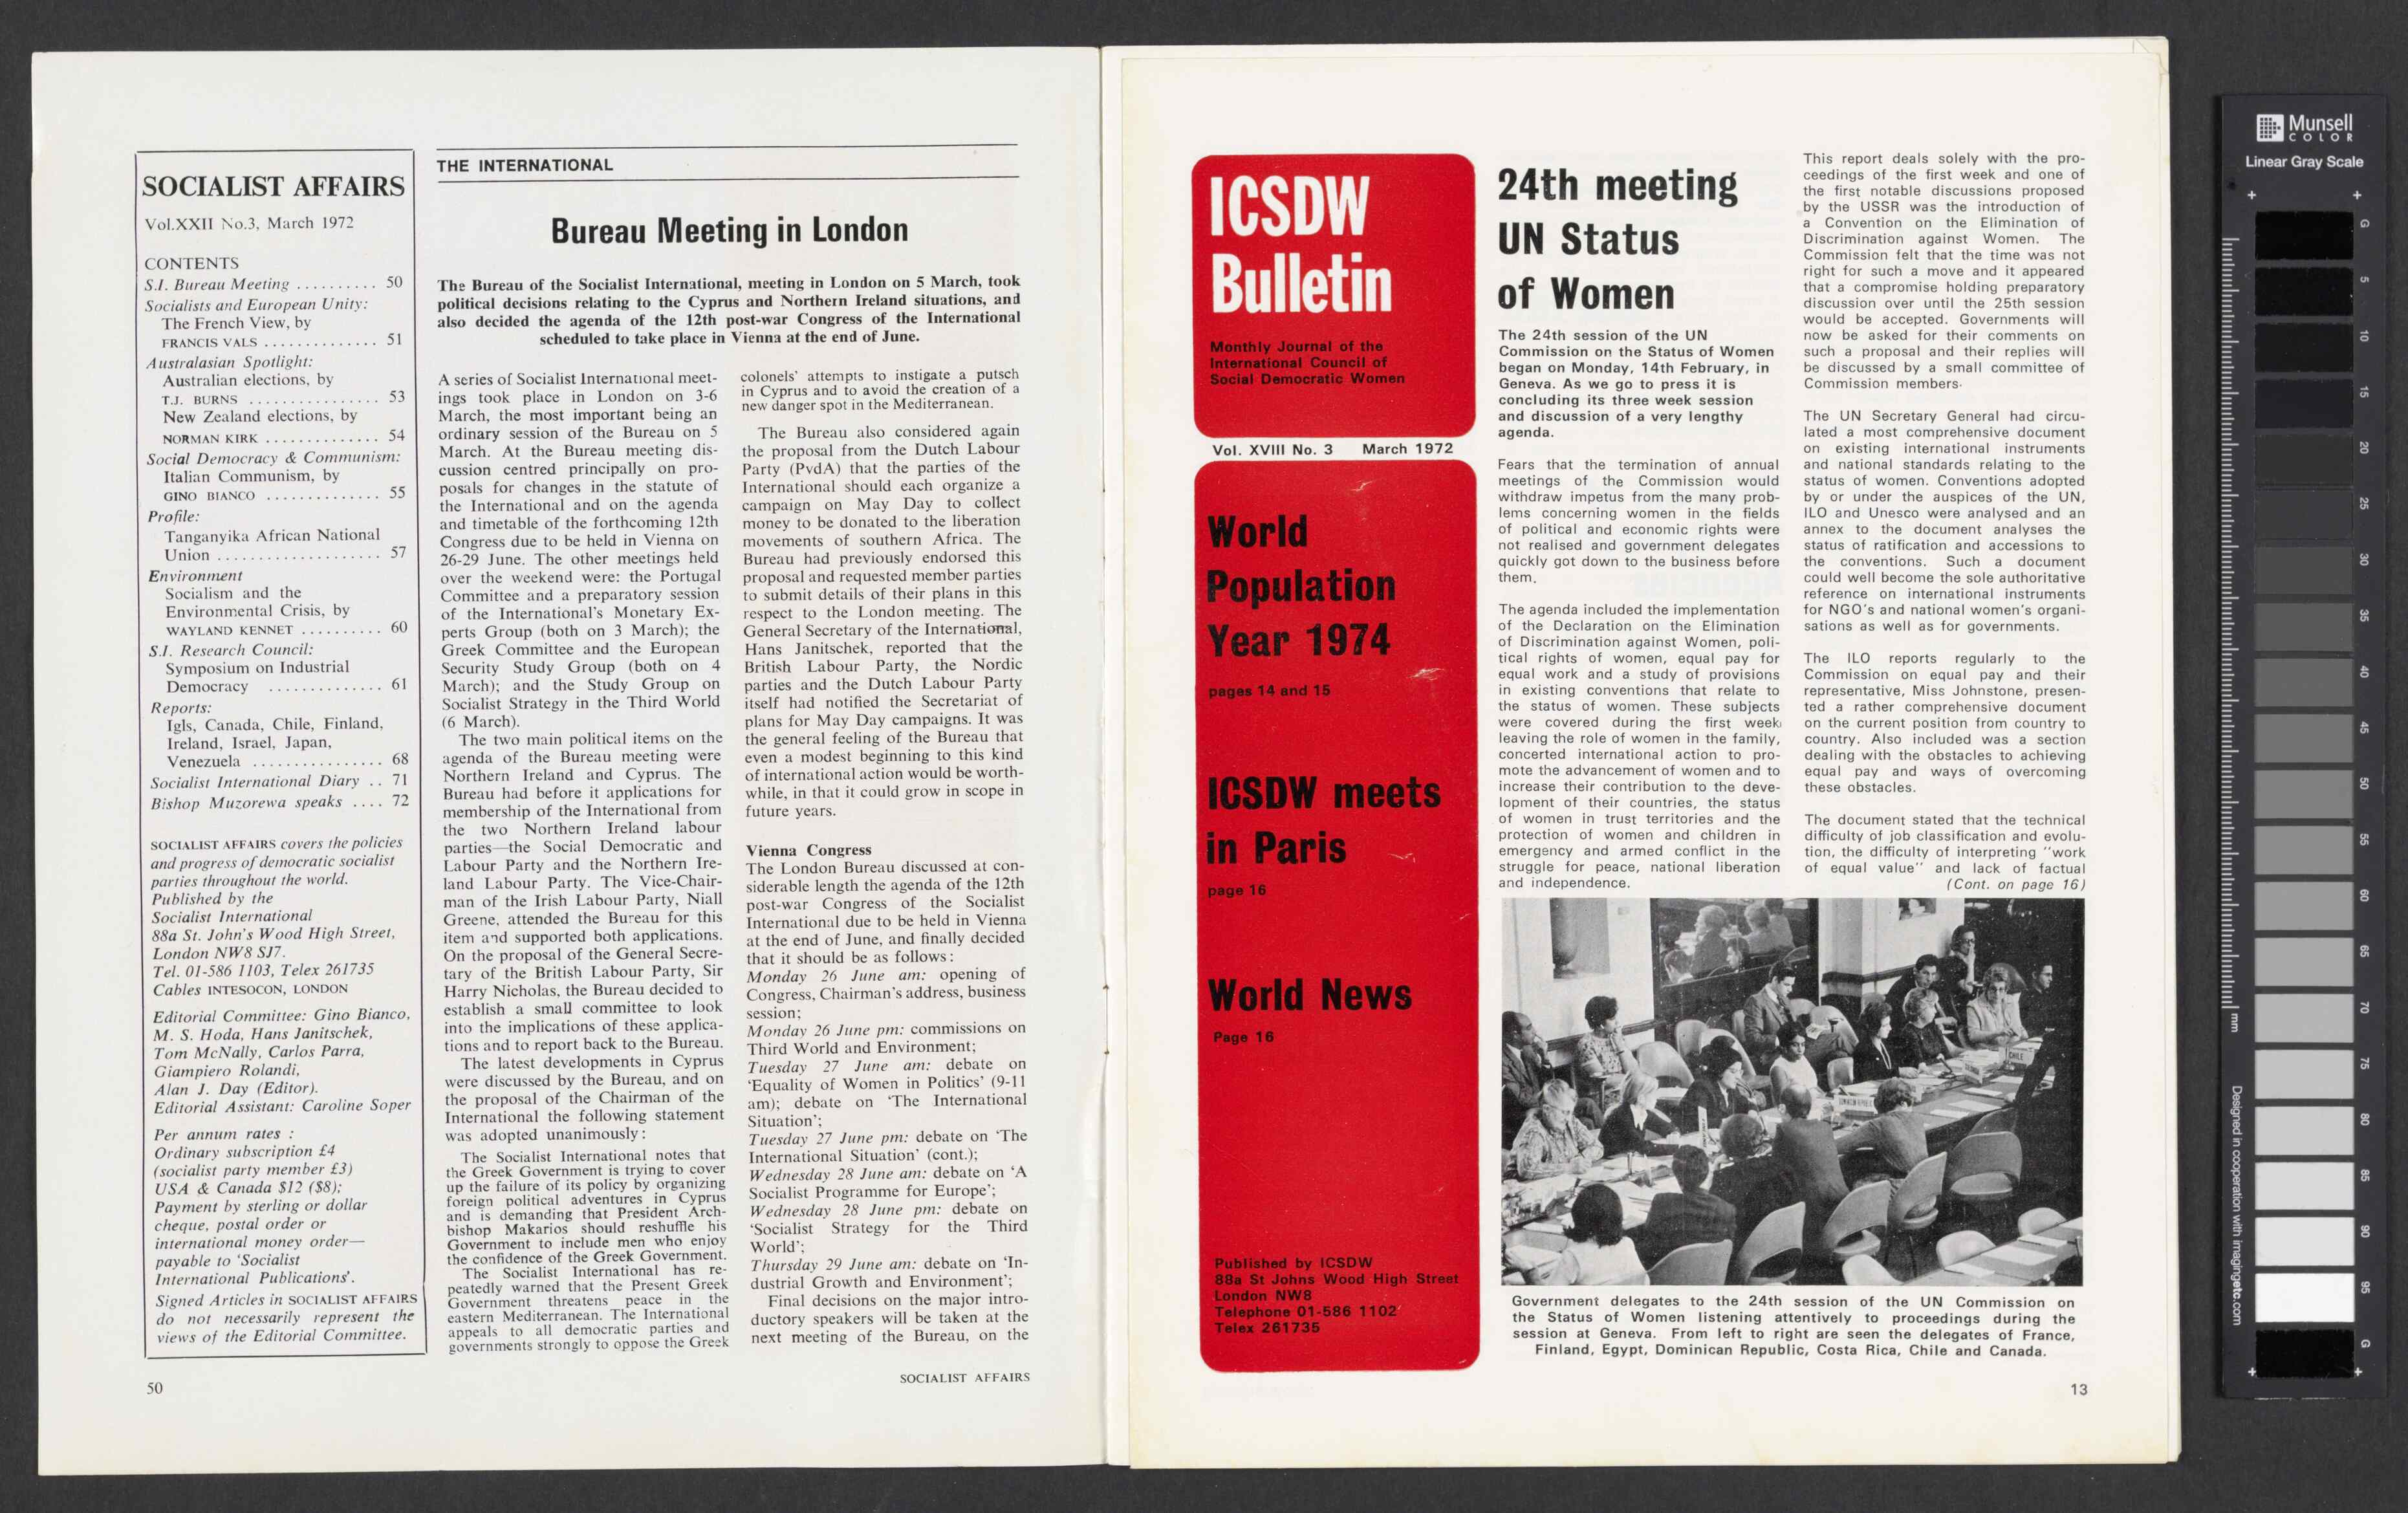 SOCIALIST AFFAIRS
Vol.XXII No.3, March 1972
CONTENTS
S.I. Bureau Meeting .......... 50
Socialists and European Unity:
The French View, by
FRANCIS VALS .............. 51
Australasian Spotlight:
Australian elections, by
T.J. BURNS ................ 53
New Zealand elections, by
NORMAN KIRK .............. 54
Social Democracy & Communism:
Italian Communism, by
GINO BIANCO .............. 55
Profile:
Tanganyika African National
Union .................... 57
Environment
Socialism and the
Environmental Crisis, by
WAYLAND KENNET .......... 60
S.I. Research Council:
Symposium on Industrial
Democracy .............. 61
Reports:
Igls, Canada, Chile, Finland,
Ireland, Israel, Japan,
Venezuela ................ 68
Socialist International Diary .. 71
Bishop Muzorewa speaks .... 72
SOCIALIST AFFAIRS covers the policies
and progress of democratic socialist
parties throughout the world.
Published by the
Socialist International
88a St. John's Wood High Street,
London NW8 SJ7.
Tel. 01-586 1103, Telex 261735
Cables INTESOCON, LONDON
Editorial Committee: Gino Bianco,
M. S. Hoda, Hans Janitschek,
Tom McNally, Carlos Parra,
Giampiero Rolandi,
Alan J. Day (Editor).
Editorial Assistant: Caroline Soper
Per annum rates :
Ordinary subscription £4
(socialist party member £3)
USA & Canada $12 ($8);
Payment by sterling or dollar
cheque, postal order or
international money order—
payable to 'Socialist
International Publications'.
Signed Articles in SOCIALIST AFFAIRS
do not necessarily represent the
views of the Editorial Committee.
50
THE INTERNATIONAL
Bureau Meeting in London
The Bureau of the Socialist International, meeting in London on 5 March, took
political decisions relating to the Cyprus and Northern Ireland situations, and
also decided the agenda of the 12th post-war Congress of the International
scheduled to take place in Vienna at the end of June.
A series of Socialist International meet-
ings took place in London on 3-6
March, the most important being an
ordinary session of the Bureau on 5
March. At the Bureau meeting dis-
cussion centred principally on pro-
posals for changes in the statute of
the International and on the agenda
and timetable of the forthcoming 12th
Congress due to be held in Vienna on
26-29 June. The other meetings held
over the weekend were: the Portugal
Committee and a preparatory session
of the International's Monetary Ex-
perts Group (both on 3 March); the
Greek Committee and the European
Security Study Group (both on 4
March); and the Study Group on
Socialist Strategy in the Third World
(6 March).
The two main political items on the
agenda of the Bureau meeting were
Northern Ireland and Cyprus. The
Bureau had before it applications for
membership of the International from
the two Northern Ireland labour
parties—the Social Democratic and
Labour Party and the Northern Ire-
land Labour Party. The Vice-Chair-
man of the Irish Labour Party, Niall
Greene, attended the Bureau for this
item and supported both applications.
On the proposal of the General Secre-
tary of the British Labour Party, Sir
Harry Nicholas, the Bureau decided to
establish a small committee to look
into the implications of these applica-
tions and to report back to the Bureau.
The latest developments in Cyprus
were discussed by the Bureau, and on
the proposal of the Chairman of the
International the following statement
was adopted unanimously:
The Socialist International notes that
the Greek Government is trying to cover
up the failure of its policy by organizing
foreign political adventures in Cyprus
and is demanding that President Arch-
bishop Makarios should reshuffle his
Government to include men who enjoy
the confidence of the Greek Government.
The Socialist International has re-
peatedly warned that the Present Greek
Government threatens peace in the
eastern Mediterranean. The International
appeals to all democratic parties and
governments strongly to oppose the Greek
colonels' attempts to instigate a putsch
in Cyprus and to avoid the creation of a
new danger spot in the Mediterranean.
The Bureau also considered again
the proposal from the Dutch Labour
Party (PvdA) that the parties of the
International should each organize a
campaign on May Day to collect
money to be donated to the liberation
movements of southern Africa. The
Bureau had previously endorsed this
proposal and requested member parties
to submit details of their plans in this
respect to the London meeting. The
General Secretary of the International,
Hans Janitschek, reported that the
British Labour Party, the Nordic
parties and the Dutch Labour Party
itself had notified the Secretariat of
plans for May Day campaigns. It was
the general feeling of the Bureau that
even a modest beginning to this kind
of international action would be worth-
while, in that it could grow in scope in
future years.
Vienna Congress
The London Bureau discussed at con-
siderable length the agenda of the 12th
post-war Congress of the Socialist
International due to be held in Vienna
at the end of June, and finally decided
that it should be as follows:
Monday 26 June am: opening of
Congress, Chairman's address, business
session;
Monday 26 June pm: commissions on
Third World and Environment;
Tuesday 27 June am: debate on
'Equality of Women in Politics' (9-11
am); debate on 'The International
Situation';
Tuesday 27 June pm: debate on 'The
International Situation' (cont.);
Wednesday 28 June am: debate on 'A
Socialist Programme for Europe';
Wednesday 28 June pm: debate on
'Socialist Strategy for the Third
World';
Thursday 29 June am: debate on 'In-
dustrial Growth and Environment';
Final decisions on the major intro-
ductory speakers will be taken at the
next meeting of the Bureau, on the
SOCIALIST AFFAIRS
ICSDW
Bulletin
Monthly Journal of the
International Council of
Social Democratic Women
Vol. XVIII No. 3 March 1972
World
Population
Year 1974
pages 14 and 15
ICSDW meets
in Paris
page 16
World News
Page 16
Published by ICSDW
88a St Johns Wood High Street
London NW8
Telephone 01-586 1102
Telex 261735
24th meeting
UN Status
of Women
The 24th session of the UN
Commission on the Status of Women
began on Monday, 14th February, in
Geneva. As we go to press it is
concluding its three week session
and discussion of a very lengthy
agenda.
Fears that the termination of annual
meetings of the Commission would
withdraw impetus from the many prob-
lems concerning women in the fields
of political and economic rights were
not realised and government delegates
quickly got down to the business before
them.
The agenda included the implementation
of the Declaration on the Elimination
of Discrimination against Women, poli-
tical rights of women, equal pay for
equal work and a study of provisions
in existing conventions that relate to
the status of women. These subjects
were covered during the first week
leaving the role of women in the family,
concerted international action to pro-
mote the advancement of women and to
increase their contribution to the deve-
lopment of their countries, the status
of women in trust territories and the
protection of women and children in
emergency and armed conflict in the
struggle for peace, national liberation
and independence.
This report deals solely with the pro-
ceedings of the first week and one of
the first notable discussions proposed
by the USSR was the introduction of
a Convention on the Elimination of
Discrimination against Women. The
Commission felt that the time was not
right for such a move and it appeared
that a compromise holding preparatory
discussion over until the 25th session
would be accepted. Governments will
now be asked for their comments on
such a proposal and their replies will
be discussed by a small committee of
Commission members.
The UN Secretary General had circu-
lated a most comprehensive document
on existing international instruments
and national standards relating to the
status of women. Conventions adopted
by or under the auspices of the UN,
ILO and Unesco were analysed and an
annex to the document analyses the
status of ratification and accessions to
the conventions. Such a document
could well become the sole authoritative
reference on international instruments
for NGO's and national women's organi-
sations as well as for governments.
The ILO reports regularly to the
Commission on equal pay and their
representative, Miss Johnstone, presen-
ted a rather comprehensive document
on the current position from country to
country. Also included was a section
dealing with the obstacles to achieving
equal pay and ways of overcoming
these obstacles.
The document stated that the technical
difficulty of job classification and evolu-
tion, the difficulty of interpreting "work
of equal value" and lack of factual
(Cont. on page 16)
CHILE
Government delegates to the 24th session of the UN Commission on
the Status of Women listening attentively to proceedings during the
session at Geneva. From left to right are seen the delegates of France,
Finland, Egypt, Dominican Republic, Costa Rica, Chile and Canada.
13
Munsell
COLOR
Linear Gray Scale
G
5
10
15
20
25
30
35
40
45
50
55
60
65
70
75
80
85
90
95
G
mm
Designed in cooperation with imagingetc.com